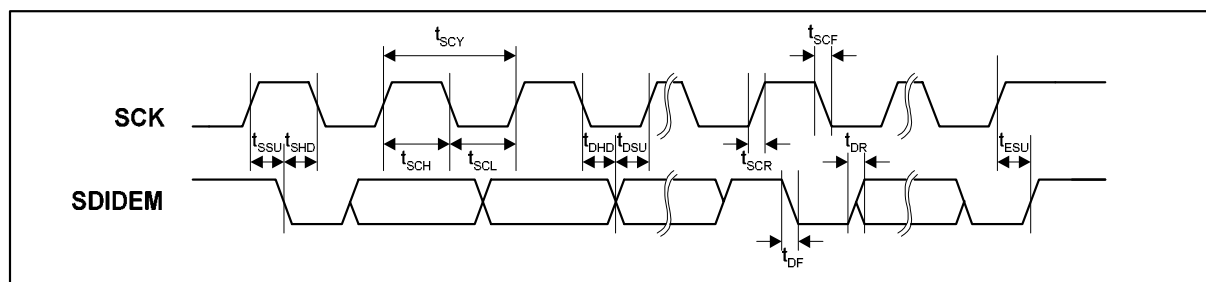 tSCY
tSCF
SCK
tSSU tSHD
tSCH tSCL
tDHD tDSU
tSCR
tDR
tESU
SDIDEM
tDF